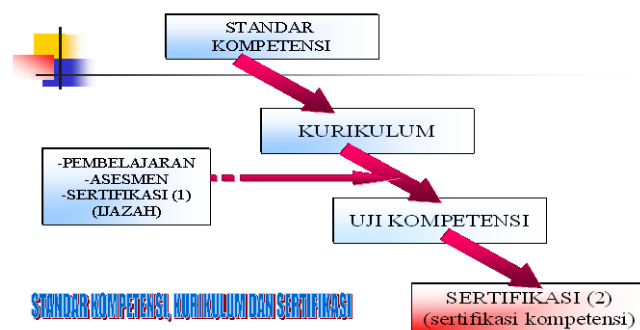 STANDAR
KOMPETENSI
KURIKULUM
-PEMBELAJARAN
-ASESMEN
-SERTIFIKASI (1)
(IJAZAH)
UJI KOMPETENSI
STANDAR KOMPETENSI, KURIKULUM DAN SERTIFIKASI
SERTIFIKASI (2)
(sertifikasi kompetensi)